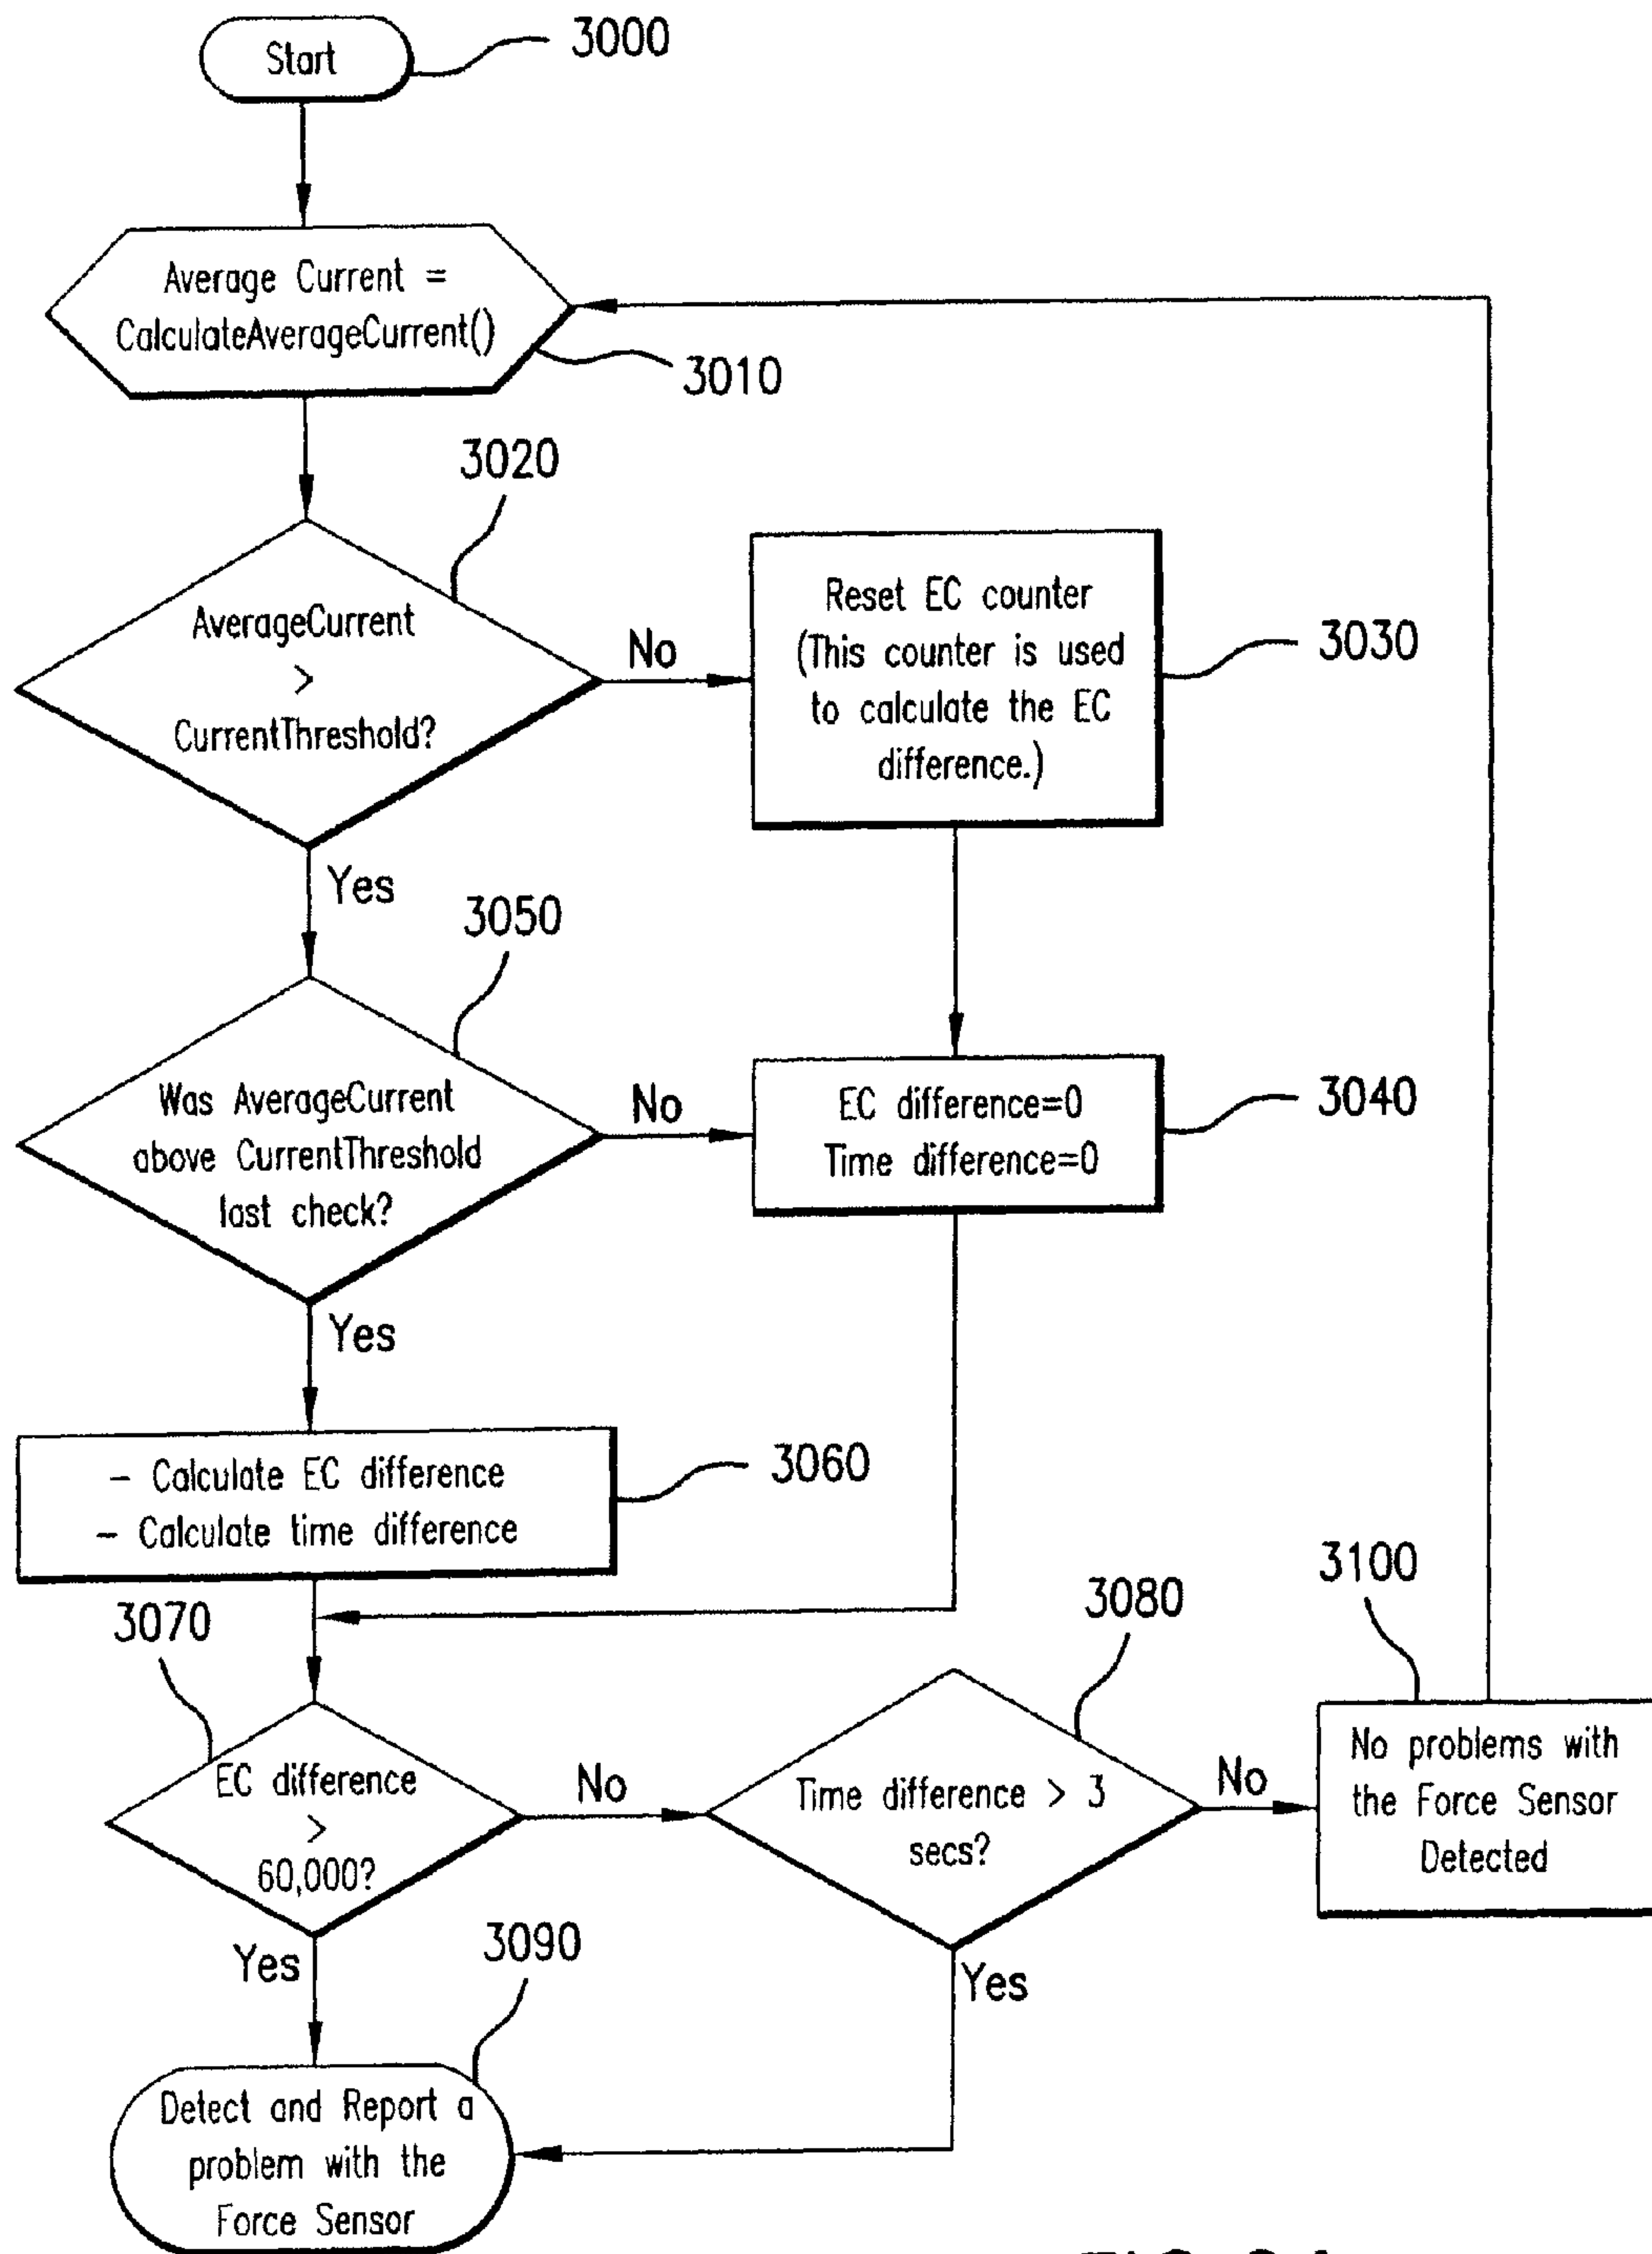 Start
3000
Average Current =
CalculateAverageCurrent()
3010
3020
AverageCurrent
>
CurrentThreshold?
No
Yes
Reset EC counter
(This counter is used
to calculate the EC
difference.)
3030
3050
Was AverageCurrent
above CurrentThreshold
last check?
No
Yes
EC difference=0
Time difference=0
3040
- Calculate EC difference
- Calculate time difference
3060
3070
EC difference
>
60,000?
No
Yes
3080
Time difference > 3
secs?
No
Yes
3100
No problems with
the Force Sensor
Detected
3090
Detect and Report a
problem with the
Force Sensor